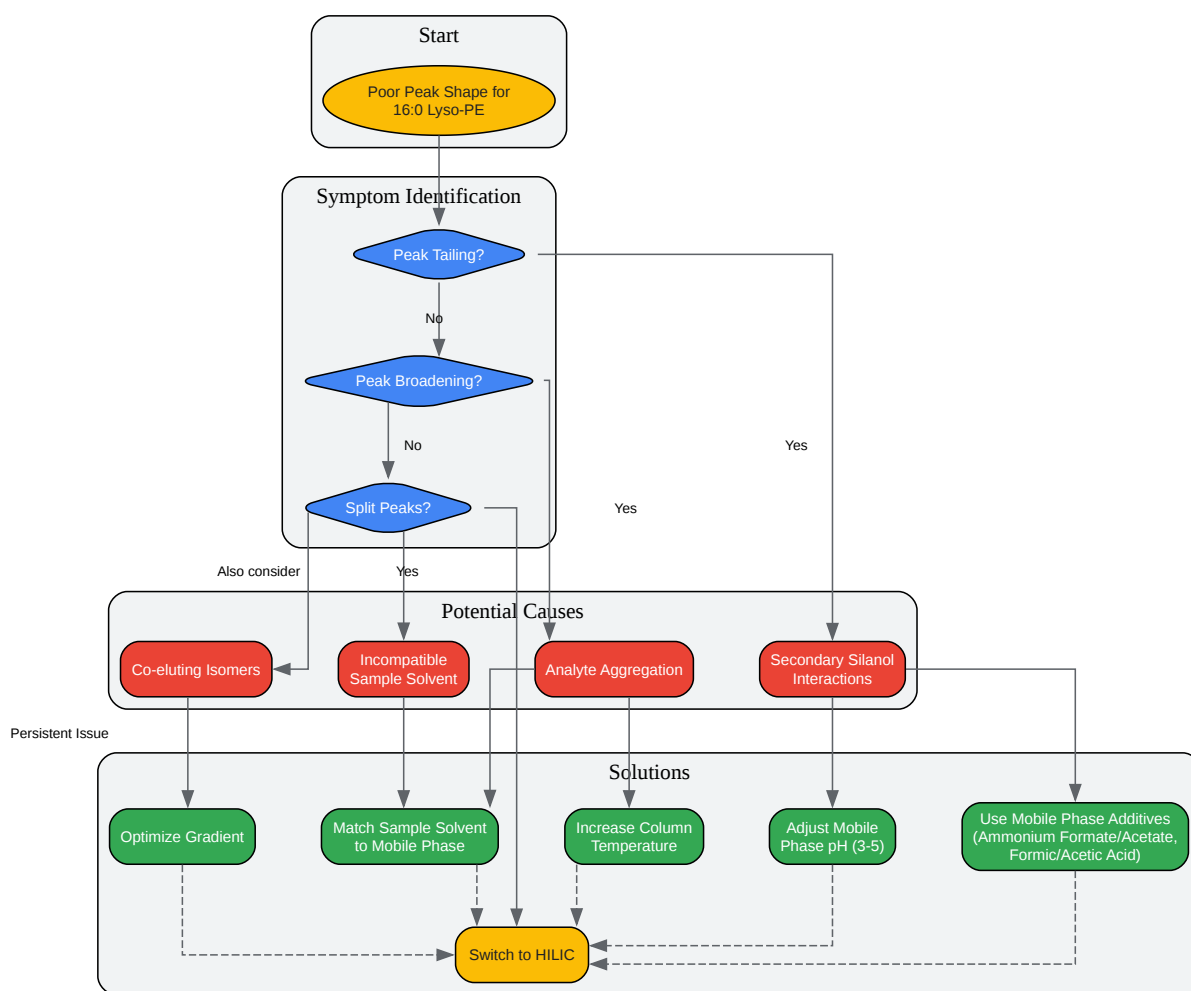 Start
Poor Peak Shape for
16:0 Lyso-PE
Symptom Identification
Peak Tailing?
No
Peak Broadening?
No
Yes
Split Peaks?
Yes
Also consider
Yes
Potential Causes
Co-eluting Isomers
Incompatible
Sample Solvent
Analyte Aggregation
Secondary Silanol
Interactions
Persistent Issue
Solutions
Optimize Gradient
Match Sample Solvent
to Mobile Phase
Increase Column
Temperature
Adjust Mobile
Phase pH (3-5)
Use Mobile Phase Additives
(Ammonium Formate/Acetate,
Formic/Acetic Acid)
Switch to HILIC